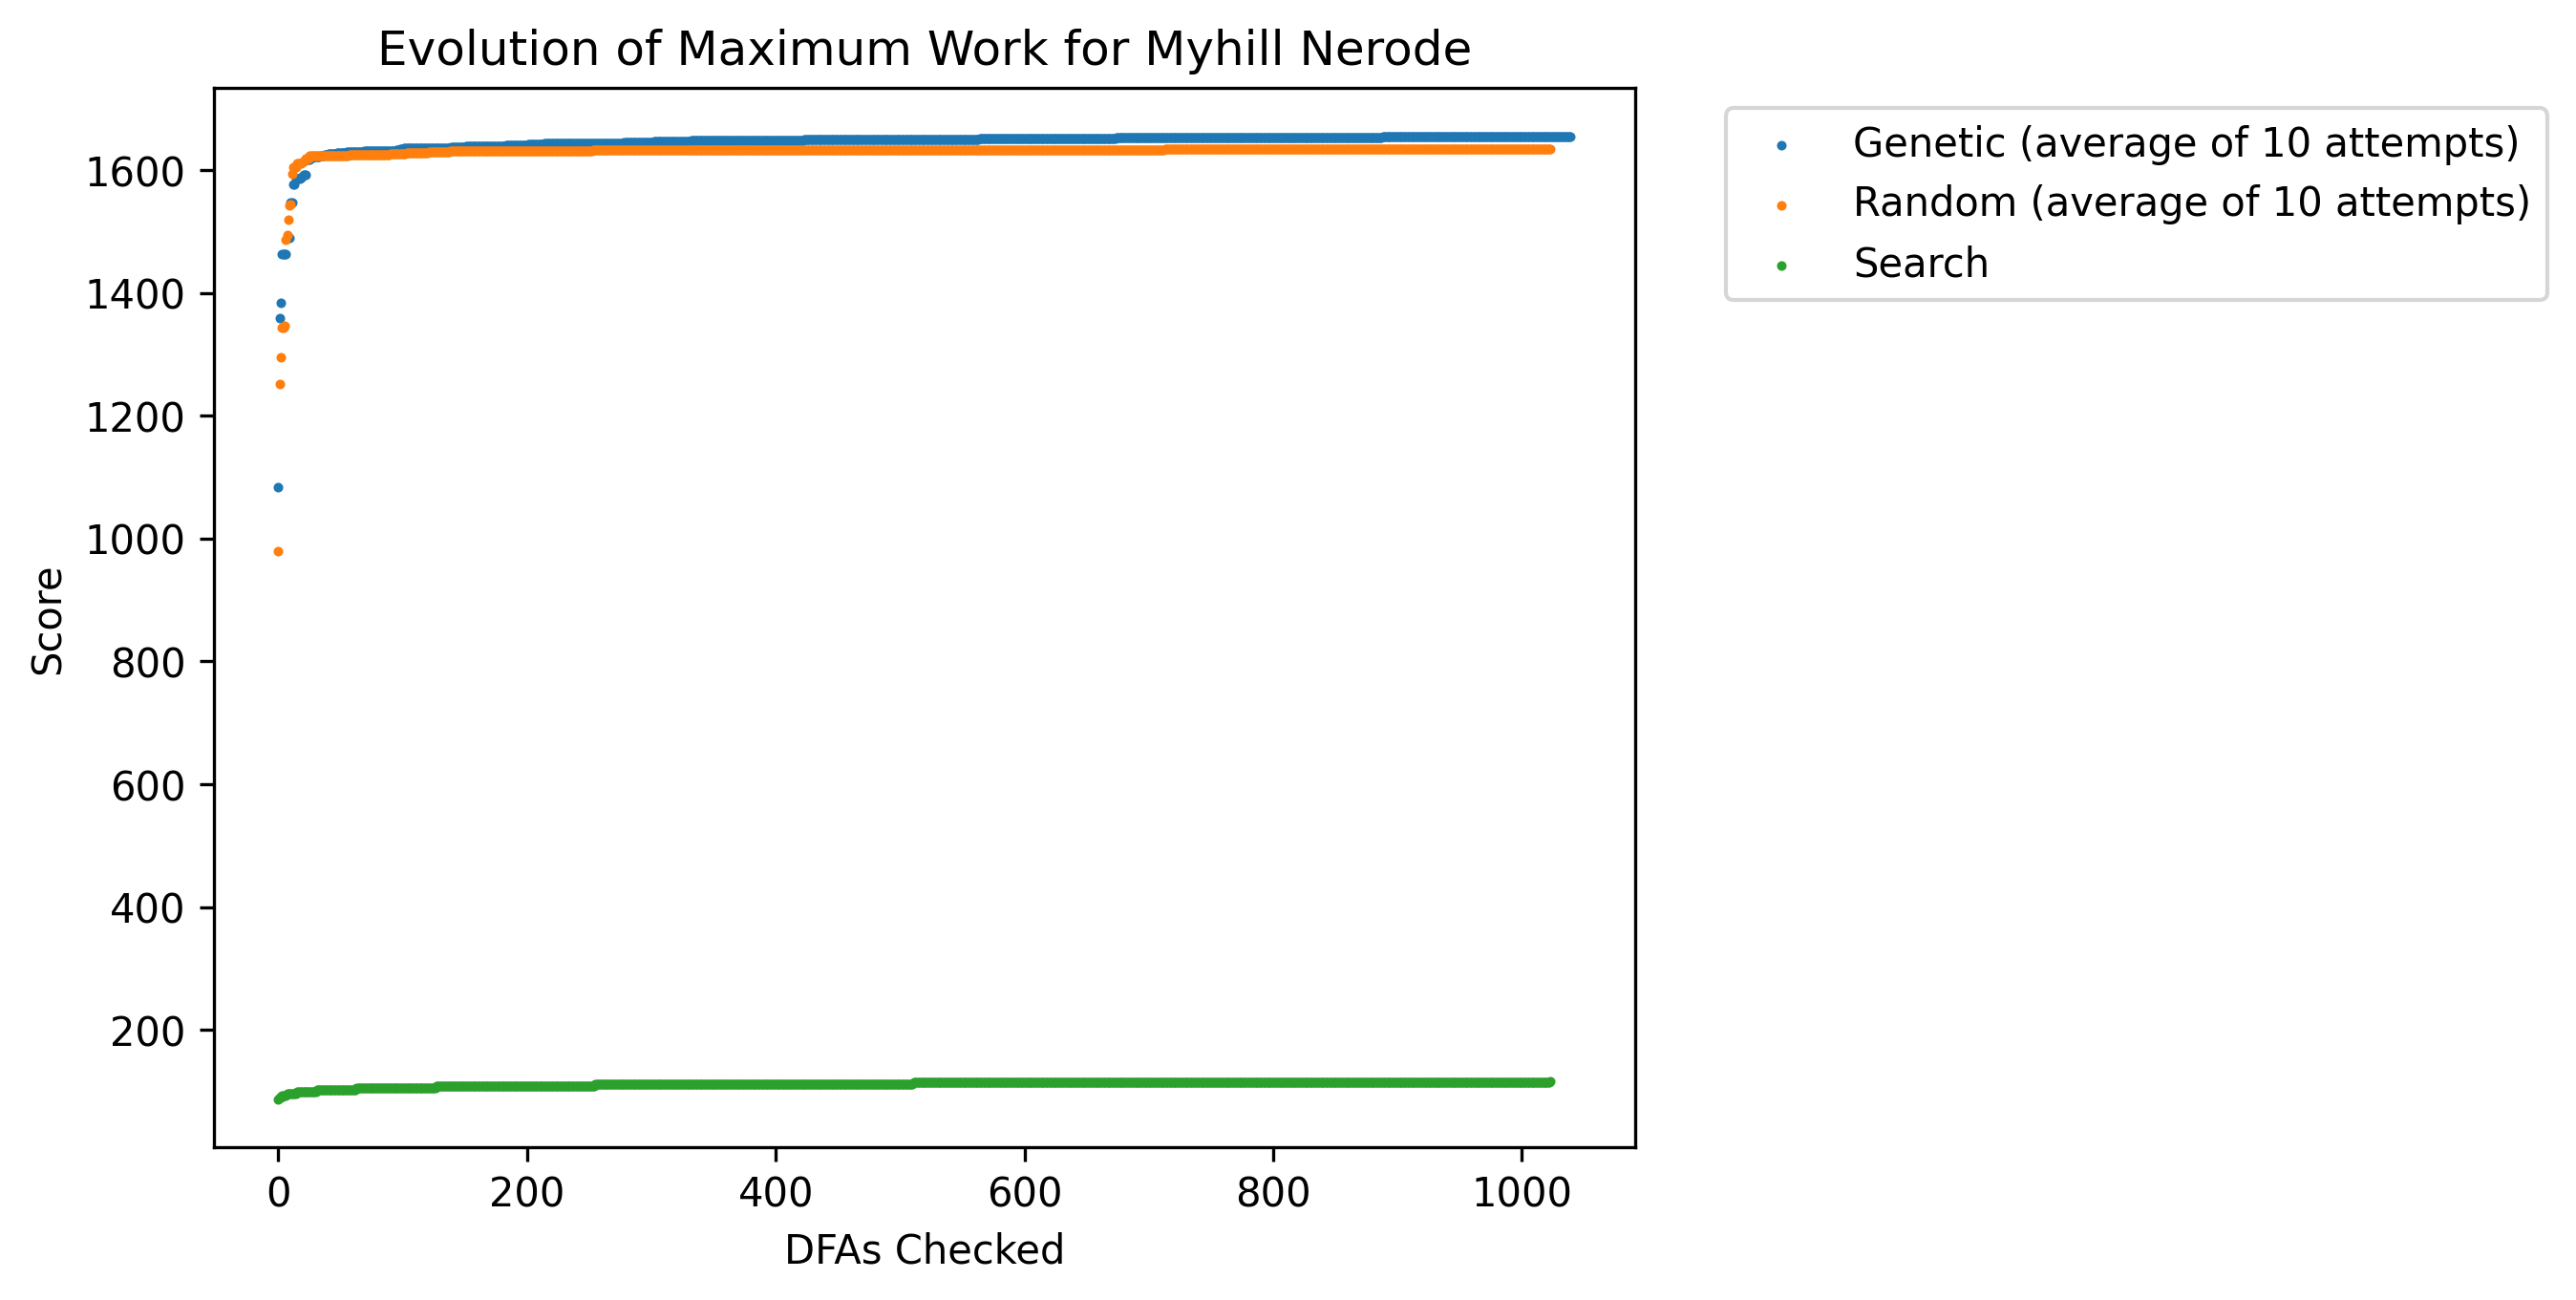 Evolution of Maximum Work for Myhill Nerode
Genetic (average of 10 attempts)
Random (average of 10 attempts)
Search
1600
1400
1200
1000
800
600
400
200
Score
0 200 400 600 800 1000
DFAs Checked